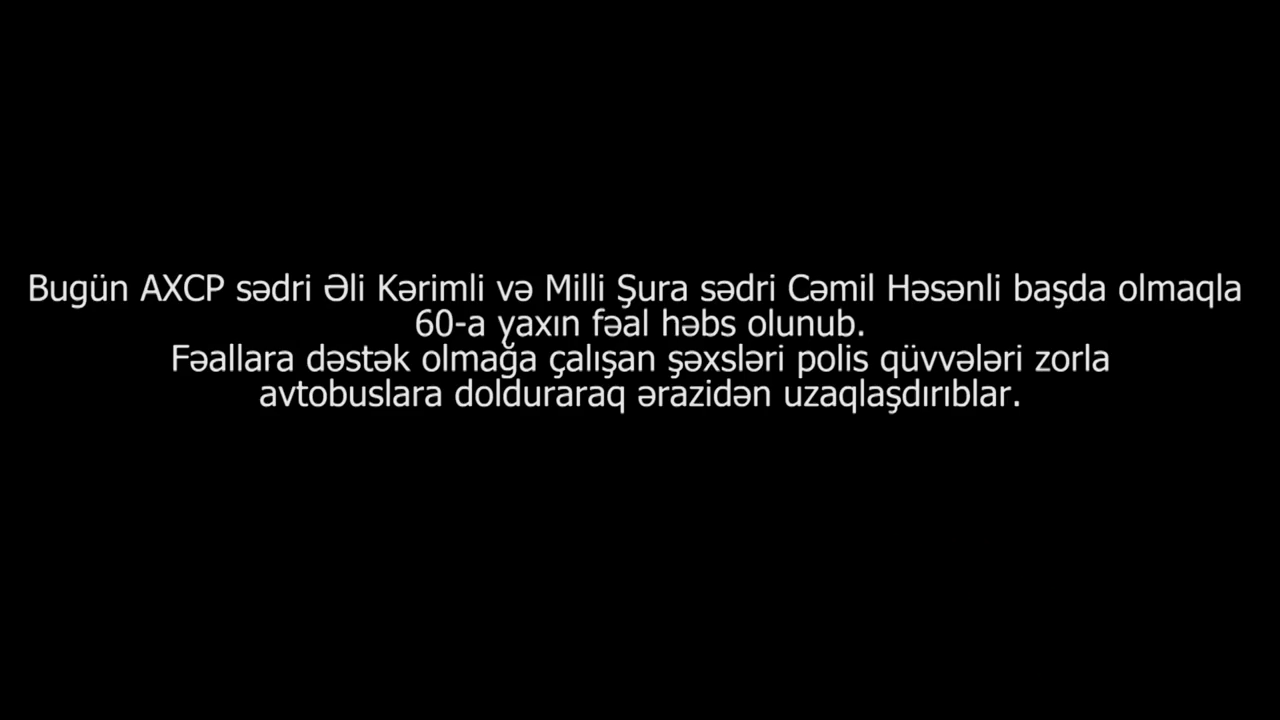 Bugün AXCP sədri Əli Kərimli və Milli Şura sədri Cəmil Həsənli başda olmaqla
60-a yaxın fəal həbs olunub.
Fəallara dəstək olmağa çalışan şəxsləri polis qüvvələri zorla
avtobuslara dolduraraq ərazidən uzaqlaşdırıblar.